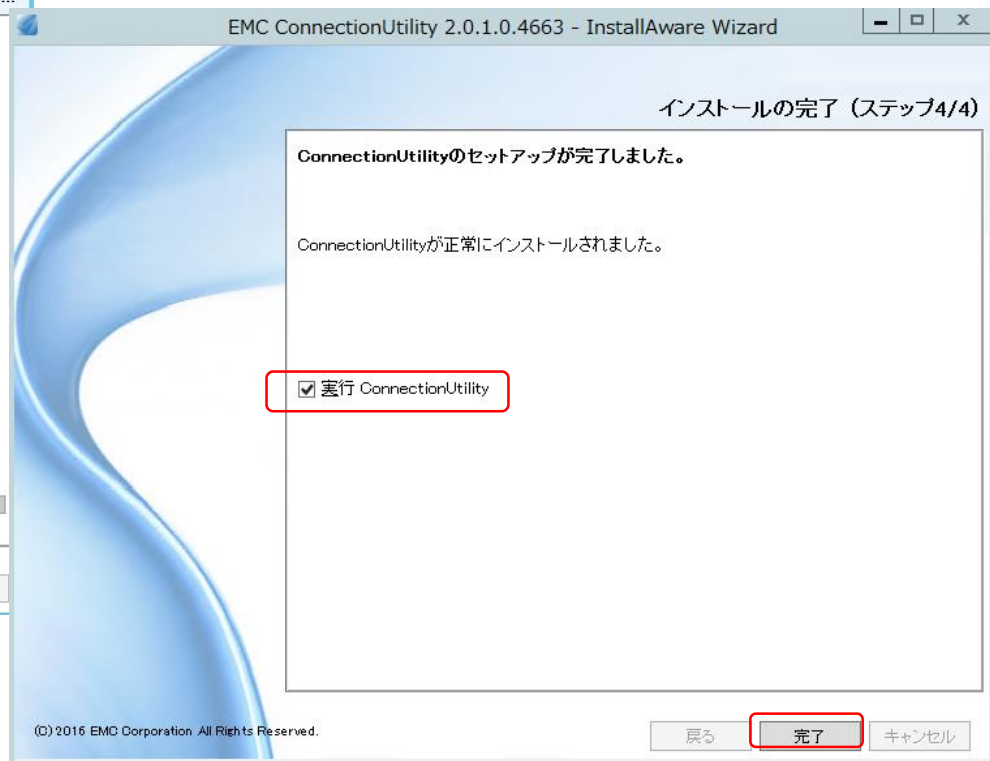 ...
EMC ConnectionUtility 2.0.1.0.4663 - InstallAware Wizard
インストールの完了（ステップ4/4）
ConnectionUtilityのセットアップが完了しました。
ConnectionUtilityが正常にインストールされました。
実行 ConnectionUtility
(C) 2016 EMC Corporation All Rights Reserved.
戻る 完了 キャンセル